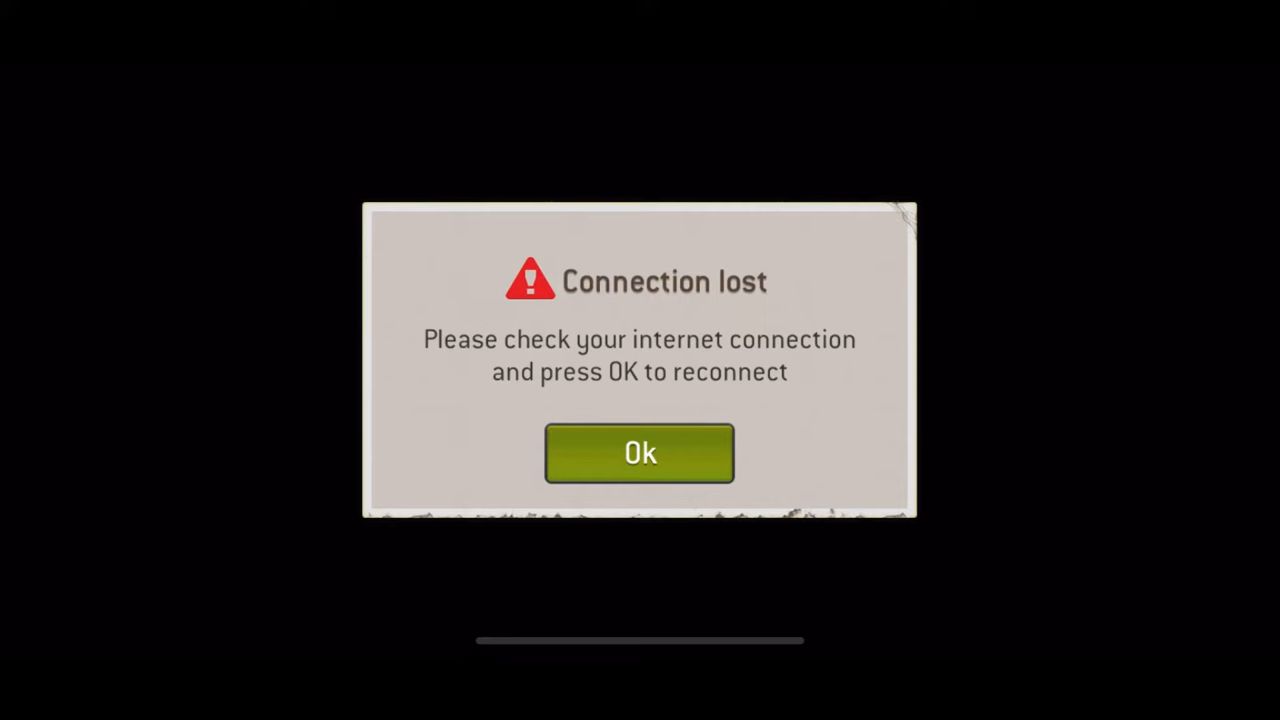 Connection lost
Please check your internet connection
and press OK to reconnect
Ok